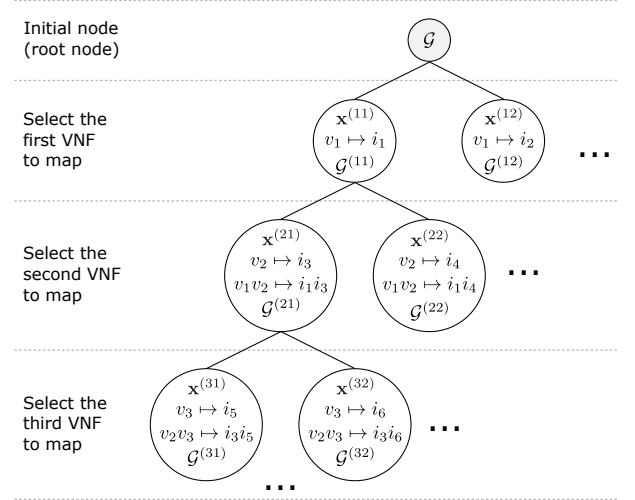 Initial node
(root node)
𝒢
Select the
first VNF
to map
𝐱⁽¹¹⁾
v₁ ↦ i₁
𝒢⁽¹¹⁾
𝐱⁽¹²⁾
v₁ ↦ i₂
𝒢⁽¹²⁾
...
Select the
second VNF
to map
𝐱⁽²¹⁾
v₂ ↦ i₃
v₁v₂ ↦ i₁i₃
𝒢⁽²¹⁾
𝐱⁽²²⁾
v₂ ↦ i₄
v₁v₂ ↦ i₁i₄
𝒢⁽²²⁾
...
Select the
third VNF
to map
𝐱⁽³¹⁾
v₃ ↦ i₅
v₂v₃ ↦ i₃i₅
𝒢⁽³¹⁾
𝐱⁽³²⁾
v₃ ↦ i₆
v₂v₃ ↦ i₃i₆
𝒢⁽³²⁾
...
...